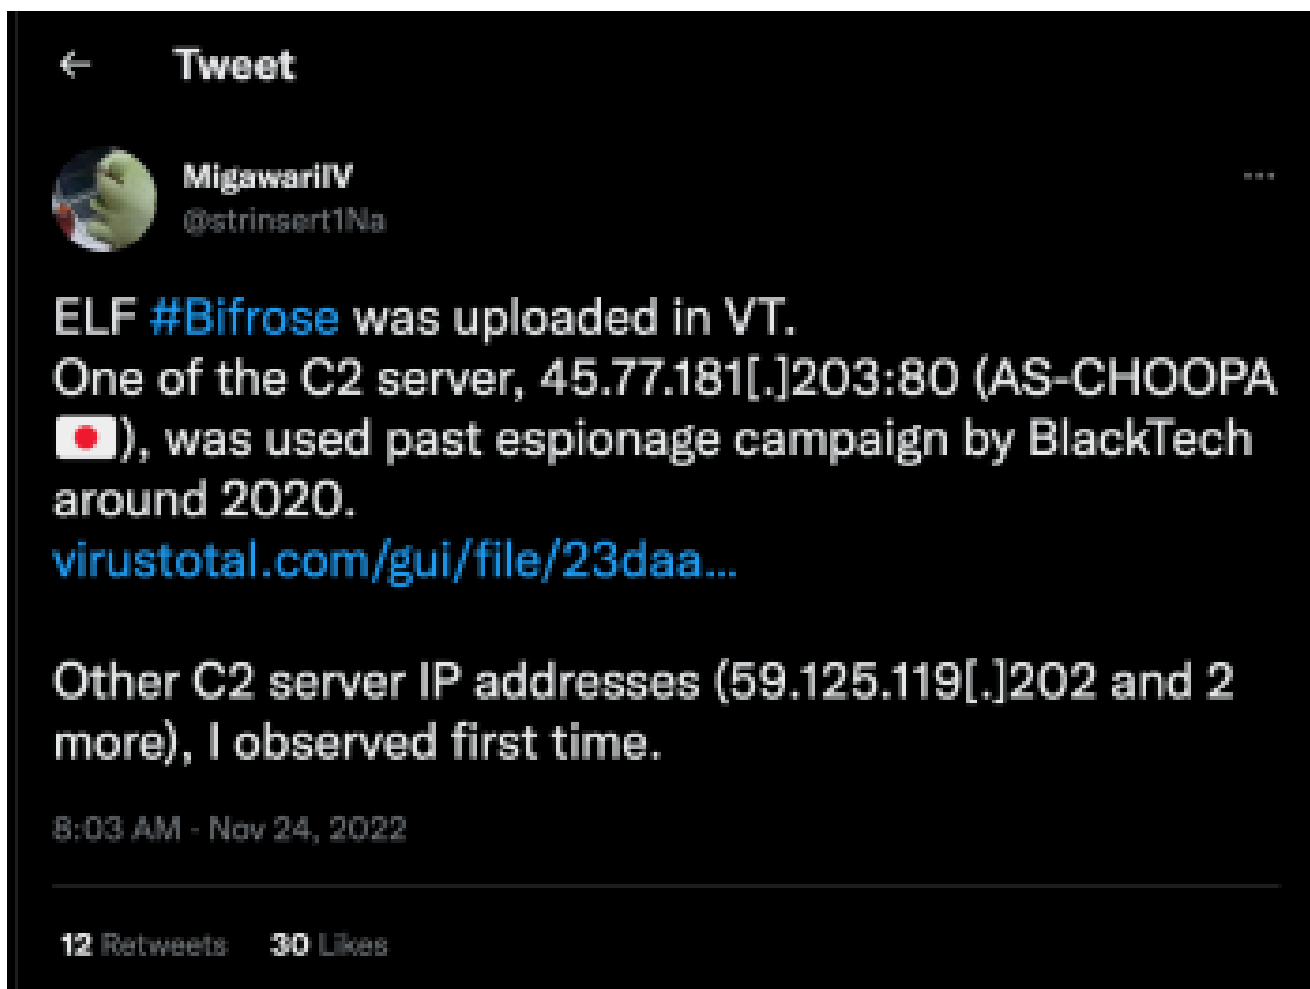 ← Tweet
MigawariIV
@strinsert1Na
ELF #Bifrose was uploaded in VT.
One of the C2 server, 45.77.181[.]203:80 (AS-CHOOPA
🇯🇵), was used past espionage campaign by BlackTech
around 2020.
virustotal.com/gui/file/23daa...
Other C2 server IP addresses (59.125.119[.]202 and 2
more), I observed first time.
8:03 AM · Nov 24, 2022
12 Retweets 30 Likes